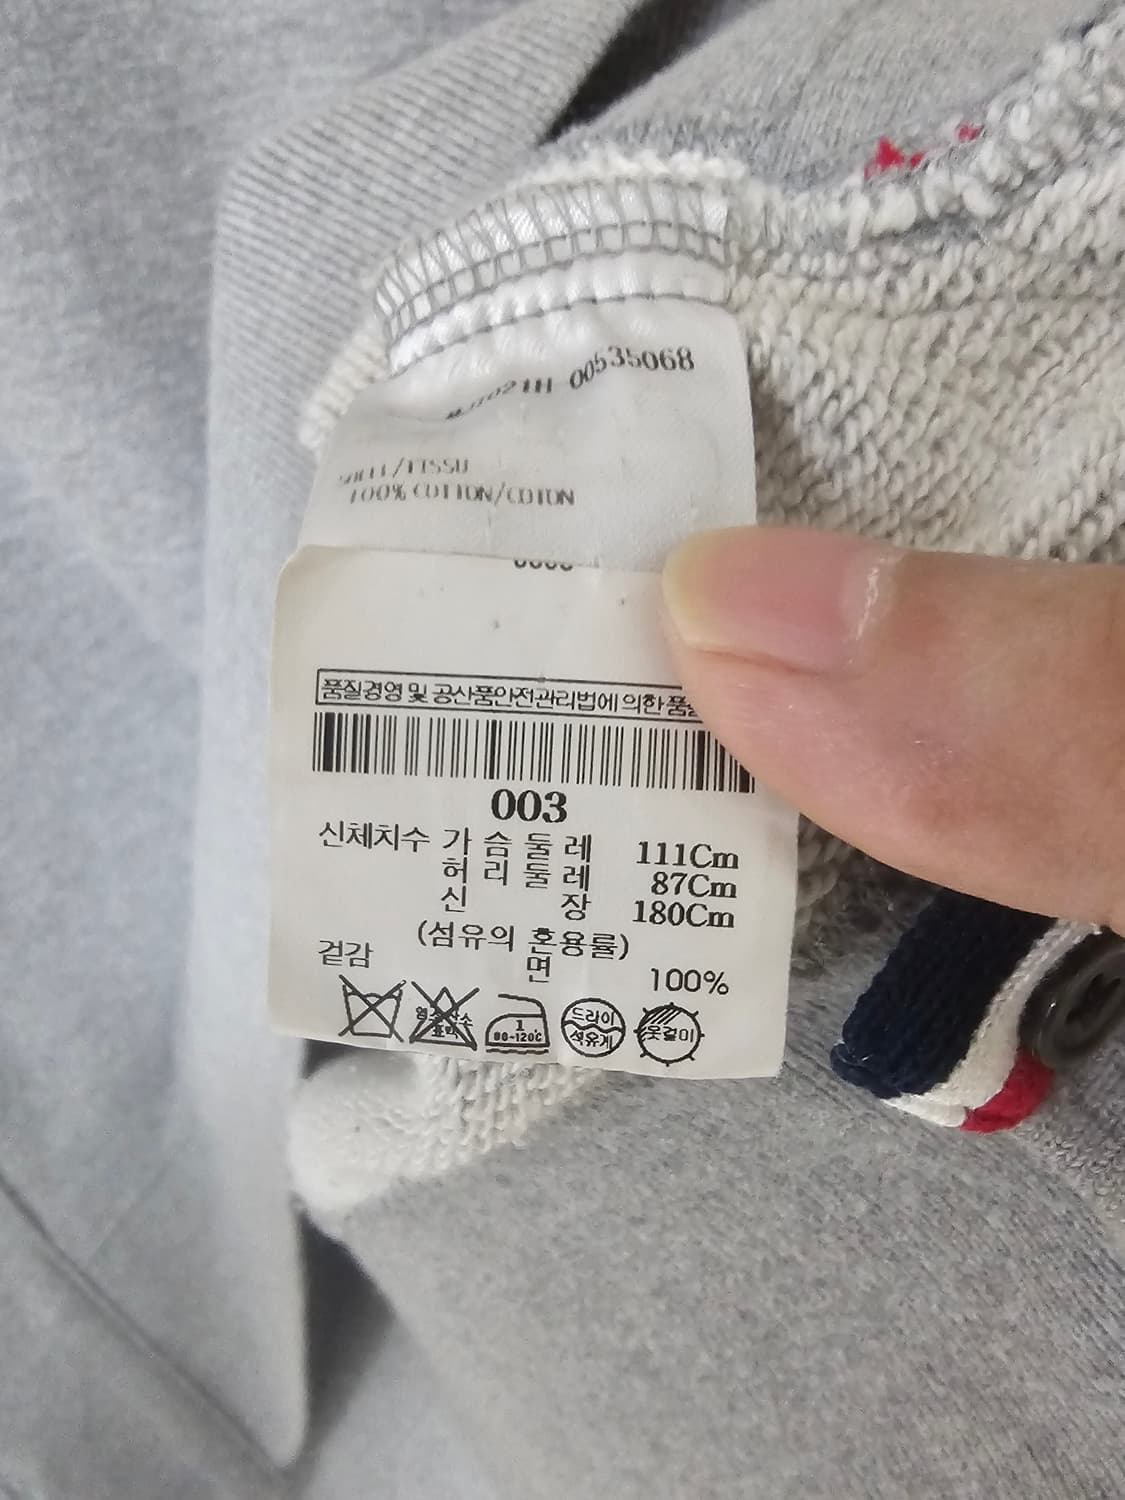 00535068
/TISSU
100% COTTON/COTON
품질경영 및 공산품안전관리법에 의한
003
신체치수 가슴둘레 111Cm
허리둘레 87Cm
신장 180Cm
(섬유의 혼용률)
겉감 면 100%
80-120℃
드라이
석유계
옷걸이